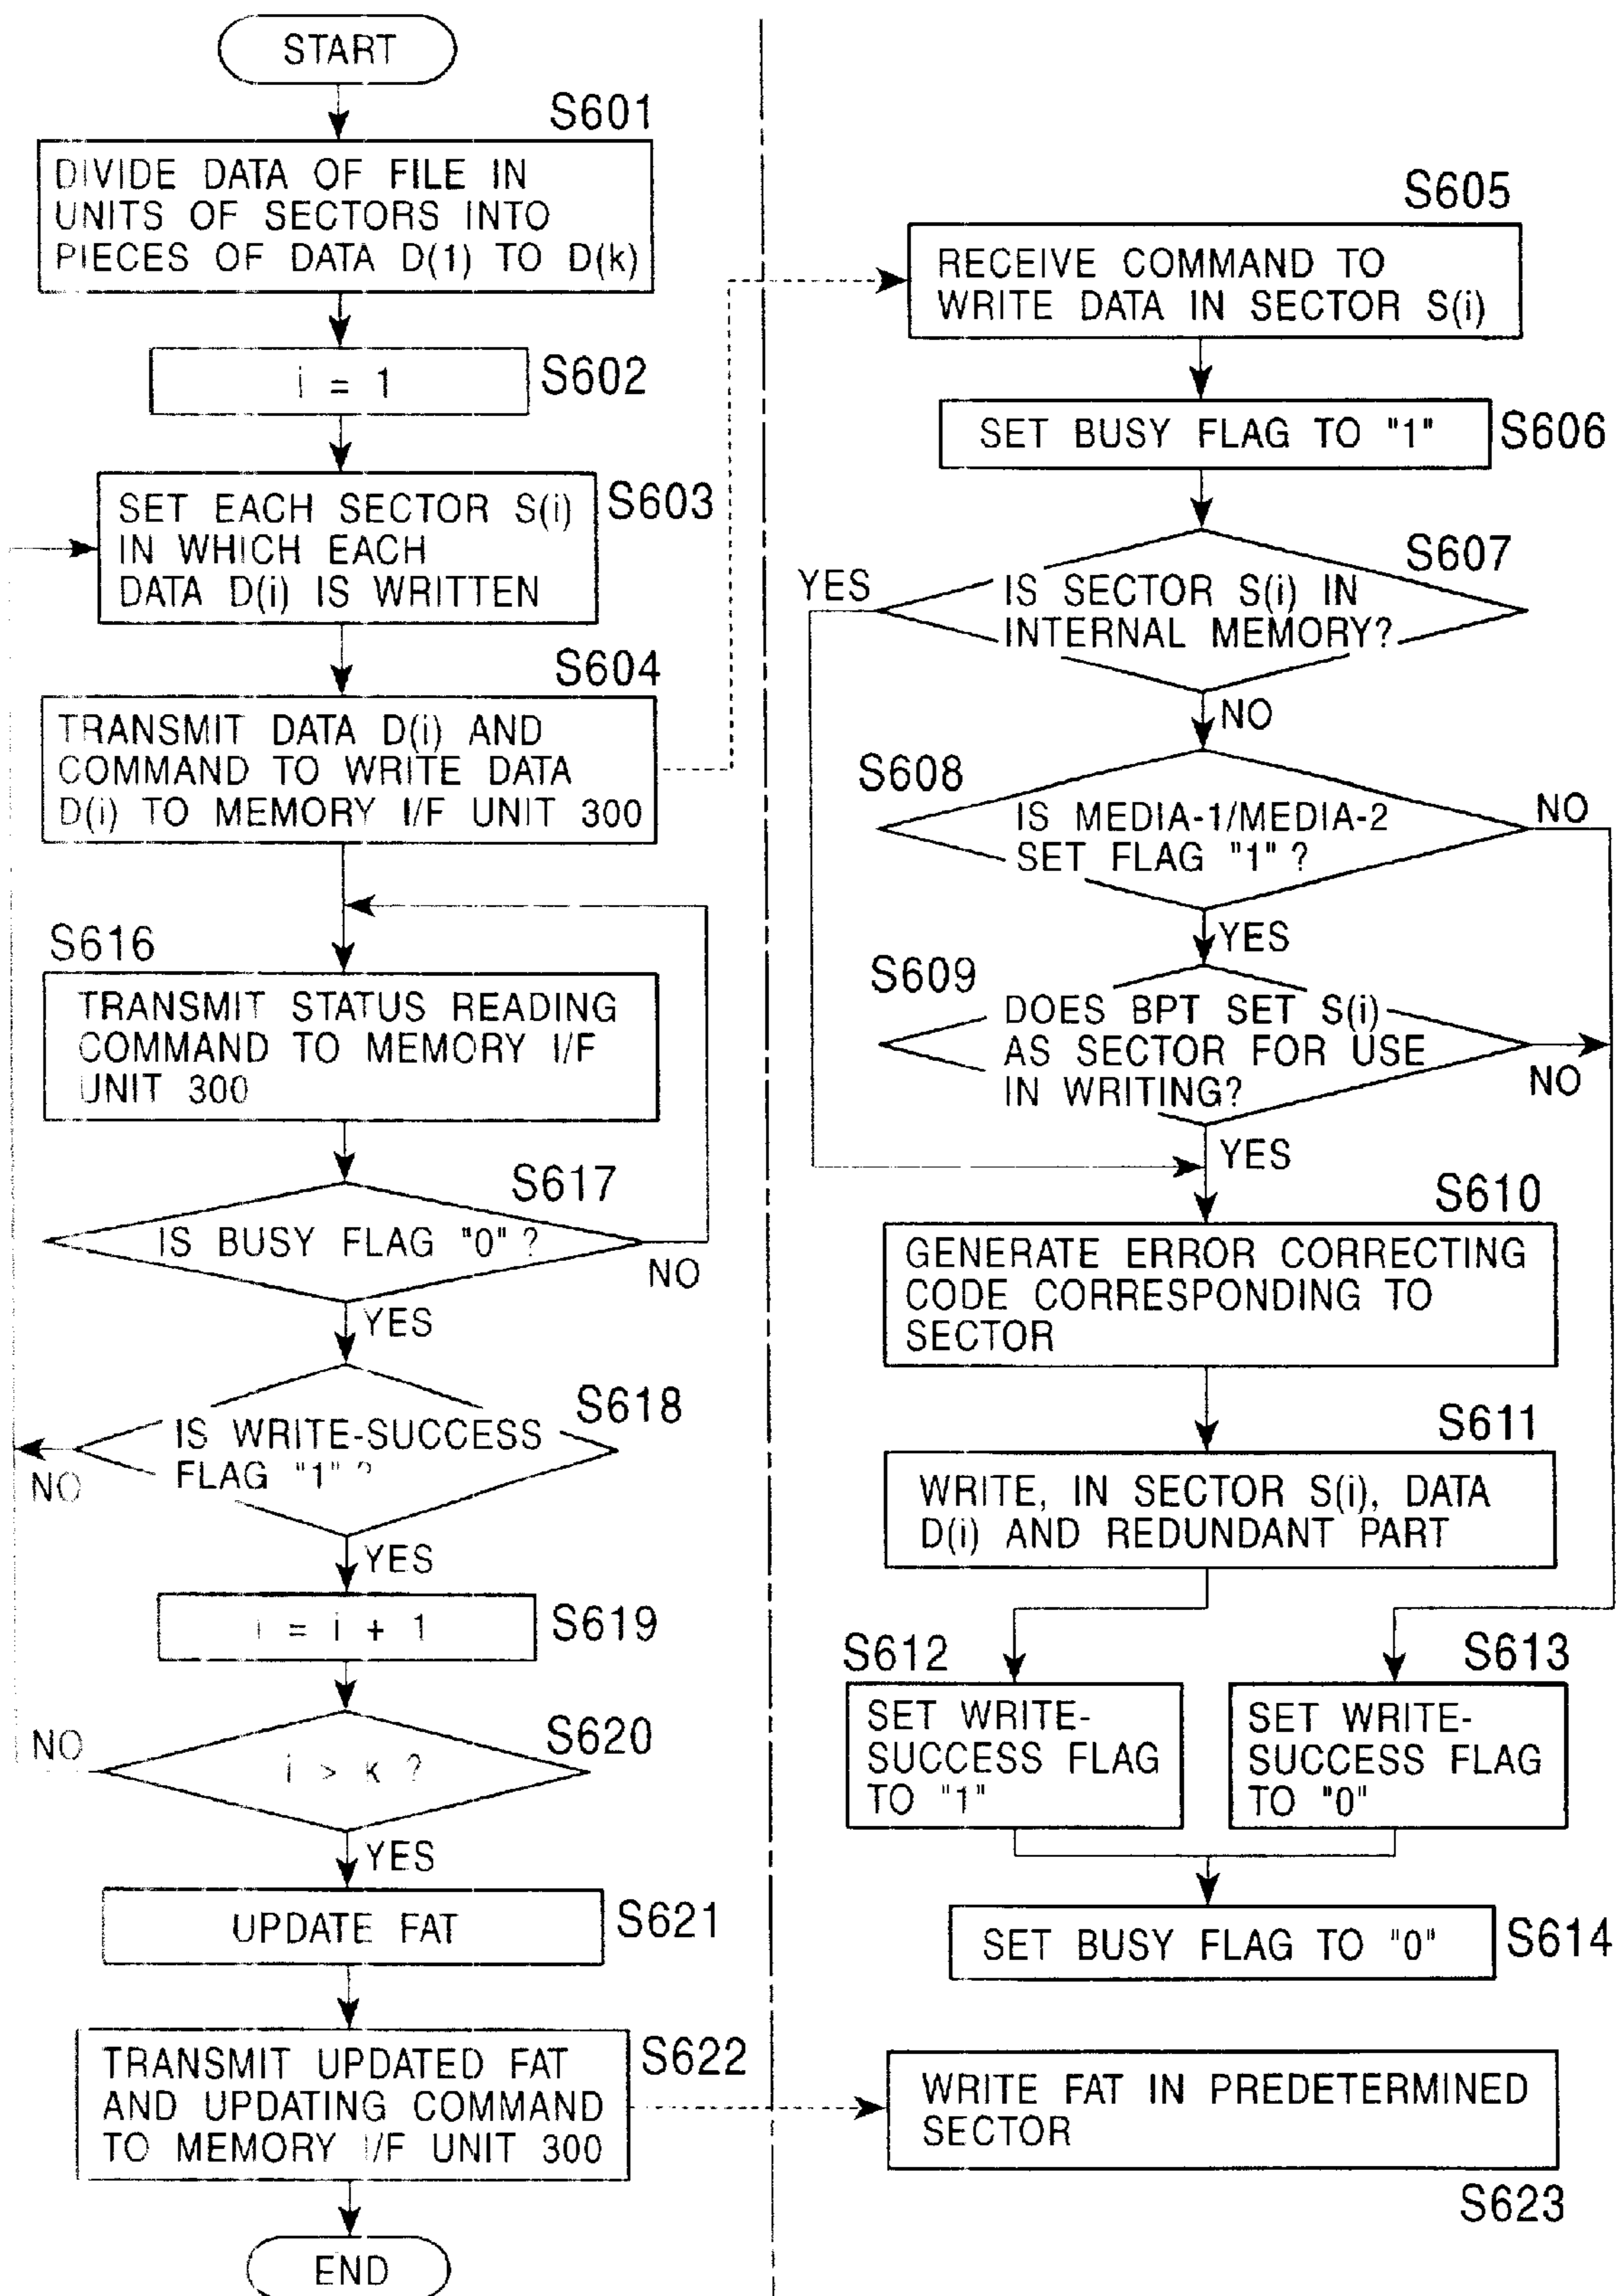 START
S601
DIVIDE DATA OF FILE IN
UNITS OF SECTORS INTO
PIECES OF DATA D(1) TO D(k)
i = 1
S602
SET EACH SECTOR S(i)
IN WHICH EACH
DATA D(i) IS WRITTEN
S603
S604
TRANSMIT DATA D(i) AND
COMMAND TO WRITE DATA
D(i) TO MEMORY I/F UNIT 300
S616
TRANSMIT STATUS READING
COMMAND TO MEMORY I/F
UNIT 300
S617
IS BUSY FLAG "0" ?
NO
YES
S618
IS WRITE-SUCCESS
FLAG "1" ?
NO
YES
i = i + 1
S619
S620
NO
i > k ?
YES
UPDATE FAT
S621
TRANSMIT UPDATED FAT
AND UPDATING COMMAND
TO MEMORY I/F UNIT 300
S622
END
S605
RECEIVE COMMAND TO
WRITE DATA IN SECTOR S(i)
SET BUSY FLAG TO "1"
S606
S607
YES
IS SECTOR S(i) IN
INTERNAL MEMORY?
NO
S608
IS MEDIA-1/MEDIA-2
SET FLAG "1" ?
NO
YES
S609
DOES BPT SET S(i)
AS SECTOR FOR USE
IN WRITING?
NO
YES
S610
GENERATE ERROR CORRECTING
CODE CORRESPONDING TO
SECTOR
S611
WRITE, IN SECTOR S(i), DATA
D(i) AND REDUNDANT PART
S612
SET WRITE-
SUCCESS FLAG
TO "1"
S613
SET WRITE-
SUCCESS FLAG
TO "0"
SET BUSY FLAG TO "0"
S614
WRITE FAT IN PREDETERMINED
SECTOR
S623